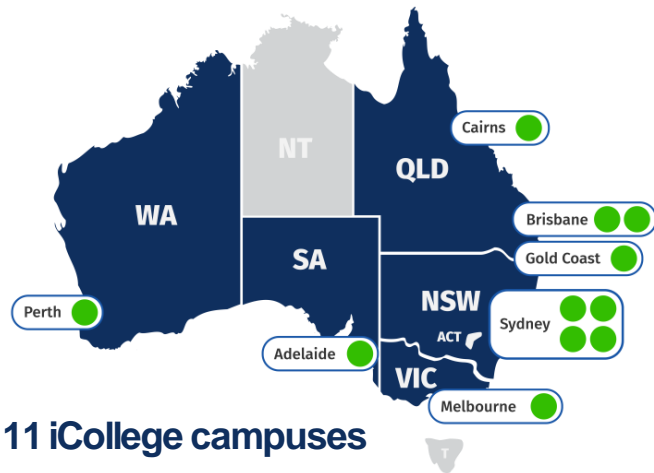 NT
Cairns
QLD
WA
Brisbane
SA
Gold Coast
NSW
Perth
Sydney
ACT
Adelaide
VIC
Melbourne
11 iCollege campuses
T